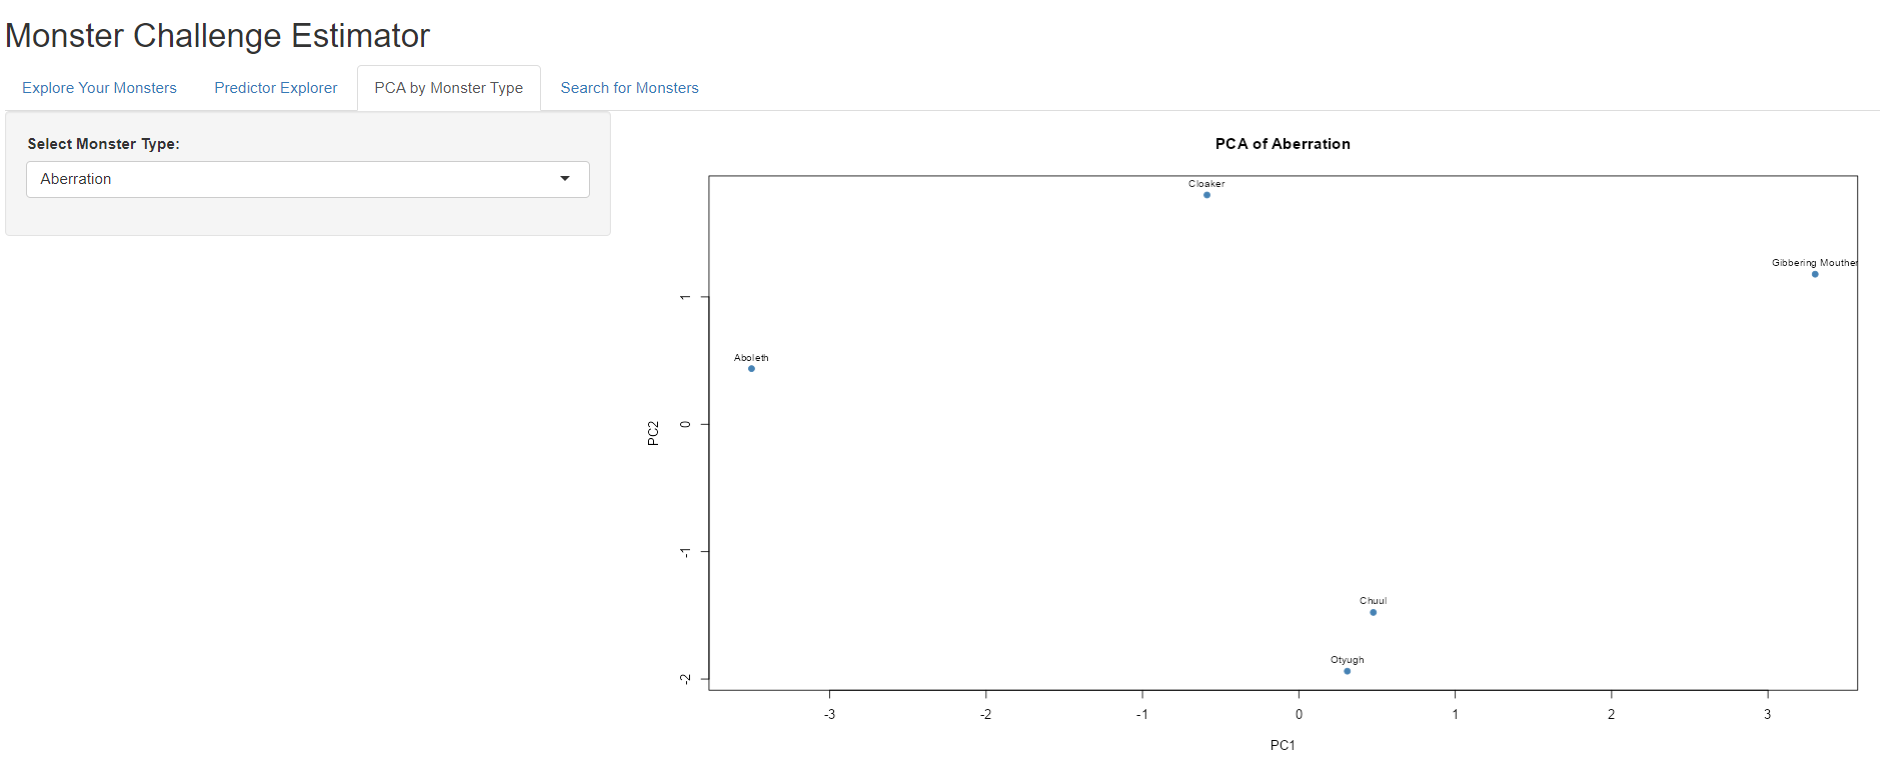 Monster Challenge Estimator
Explore Your Monsters Predictor Explorer PCA by Monster Type Search for Monsters
Select Monster Type:
Aberration
PCA of Aberration
Cloaker
Gibbering Mouther
Aboleth
Chuul
Otyugh
PC2
1
0
-1
-2
-3 -2 -1 0 1 2 3
PC1